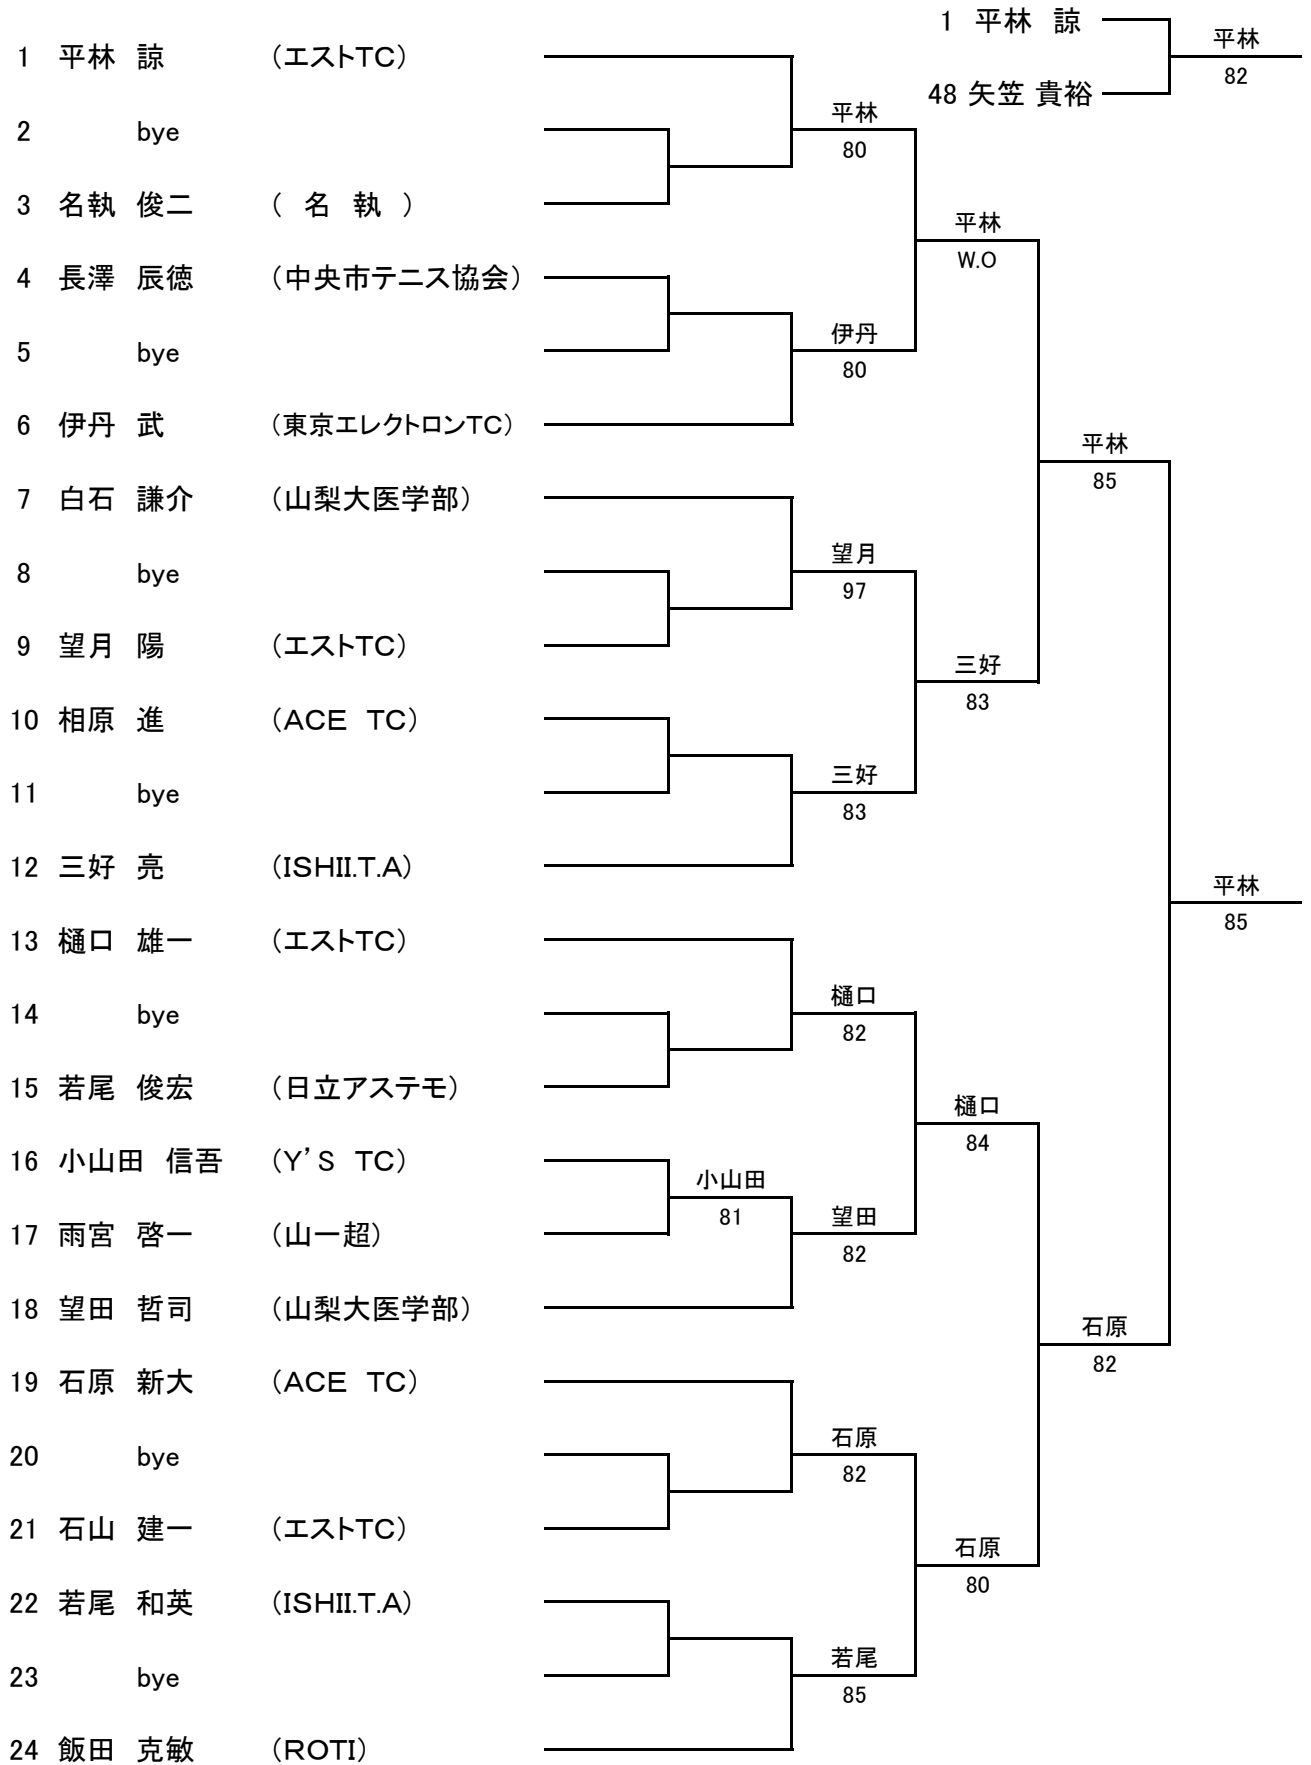 1 平林 諒
平林
82
48 矢笠 貴裕
1 平林 諒 (エストTC)
平林
2 bye
80
3 名執 俊二 ( 名 執 )
平林
W.O
4 長澤 辰徳 (中央市テニス協会)
伊丹
5 bye
80
6 伊丹 武 (東京エレクトロンTC)
平林
85
7 白石 謙介 (山梨大医学部)
望月
8 bye
97
9 望月 陽 (エストTC)
三好
83
10 相原 進 (ACE TC)
三好
11 bye
83
12 三好 亮 (ISHII.T.A)
平林
85
13 樋口 雄一 (エストTC)
樋口
14 bye
82
15 若尾 俊宏 (日立アステモ)
樋口
84
16 小山田 信吾 (Y'S TC)
小山田
81
望田
17 雨宮 啓一 (山一超)
82
18 望田 哲司 (山梨大医学部)
石原
82
19 石原 新大 (ACE TC)
石原
20 bye
82
21 石山 建一 (エストTC)
石原
80
22 若尾 和英 (ISHII.T.A)
若尾
23 bye
85
24 飯田 克敏 (ROTI)